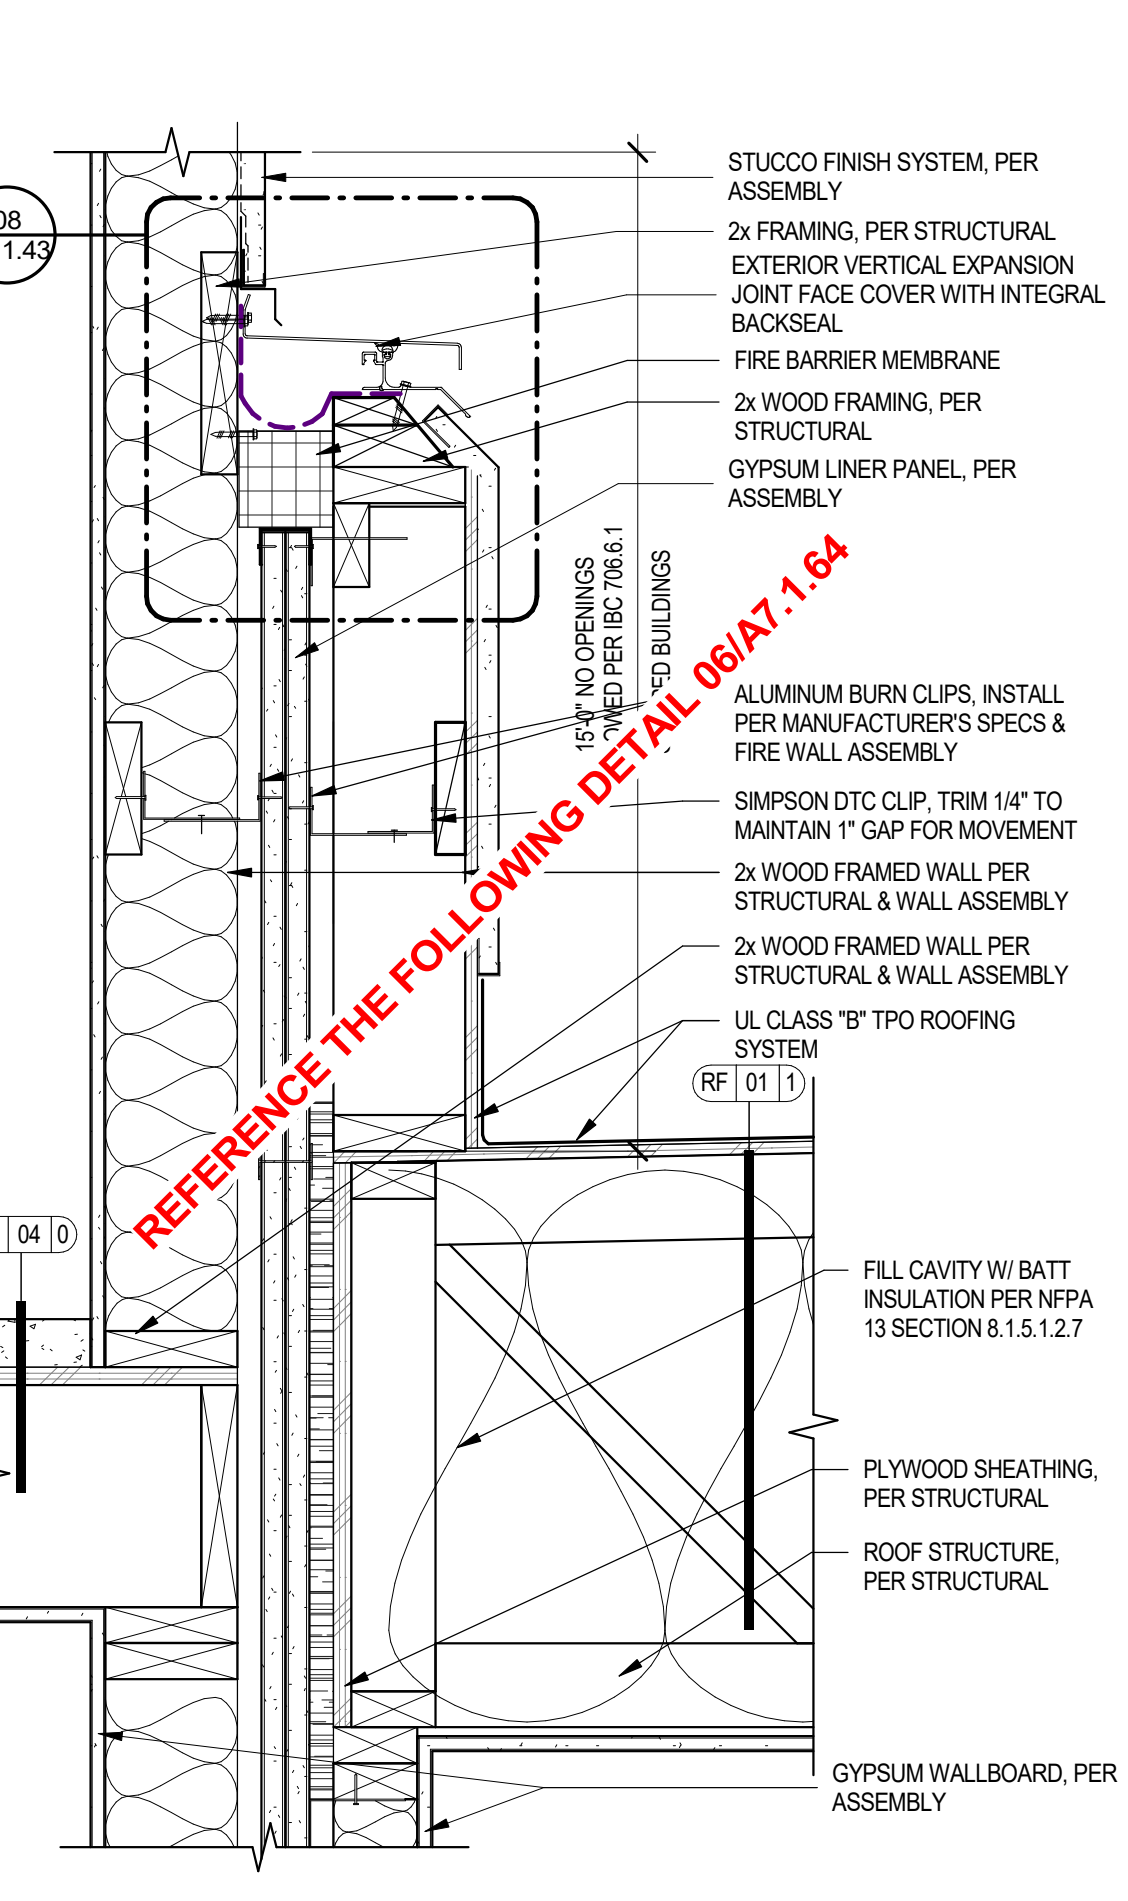 STUCCO FINISH SYSTEM, PER
ASSEMBLY
08
1.43
2x FRAMING, PER STRUCTURAL
EXTERIOR VERTICAL EXPANSION
JOINT FACE COVER WITH INTEGRAL
BACKSEAL
FIRE BARRIER MEMBRANE
2x WOOD FRAMING, PER
STRUCTURAL
GYPSUM LINER PANEL, PER
ASSEMBLY
15'-0" NO OPENINGS
OWED PER IBC 706.6.1
ED BUILDINGS
REFERENCE THE FOLLOWING DETAIL 06/A7.1.64
ALUMINUM BURN CLIPS, INSTALL
PER MANUFACTURER'S SPECS &
FIRE WALL ASSEMBLY
SIMPSON DTC CLIP, TRIM 1/4" TO
MAINTAIN 1" GAP FOR MOVEMENT
2x WOOD FRAMED WALL PER
STRUCTURAL & WALL ASSEMBLY
2x WOOD FRAMED WALL PER
STRUCTURAL & WALL ASSEMBLY
UL CLASS "B" TPO ROOFING
SYSTEM
RF 01 1
04 0
FILL CAVITY W/ BATT
INSULATION PER NFPA
13 SECTION 8.1.5.1.2.7
PLYWOOD SHEATHING,
PER STRUCTURAL
ROOF STRUCTURE,
PER STRUCTURAL
GYPSUM WALLBOARD, PER
ASSEMBLY